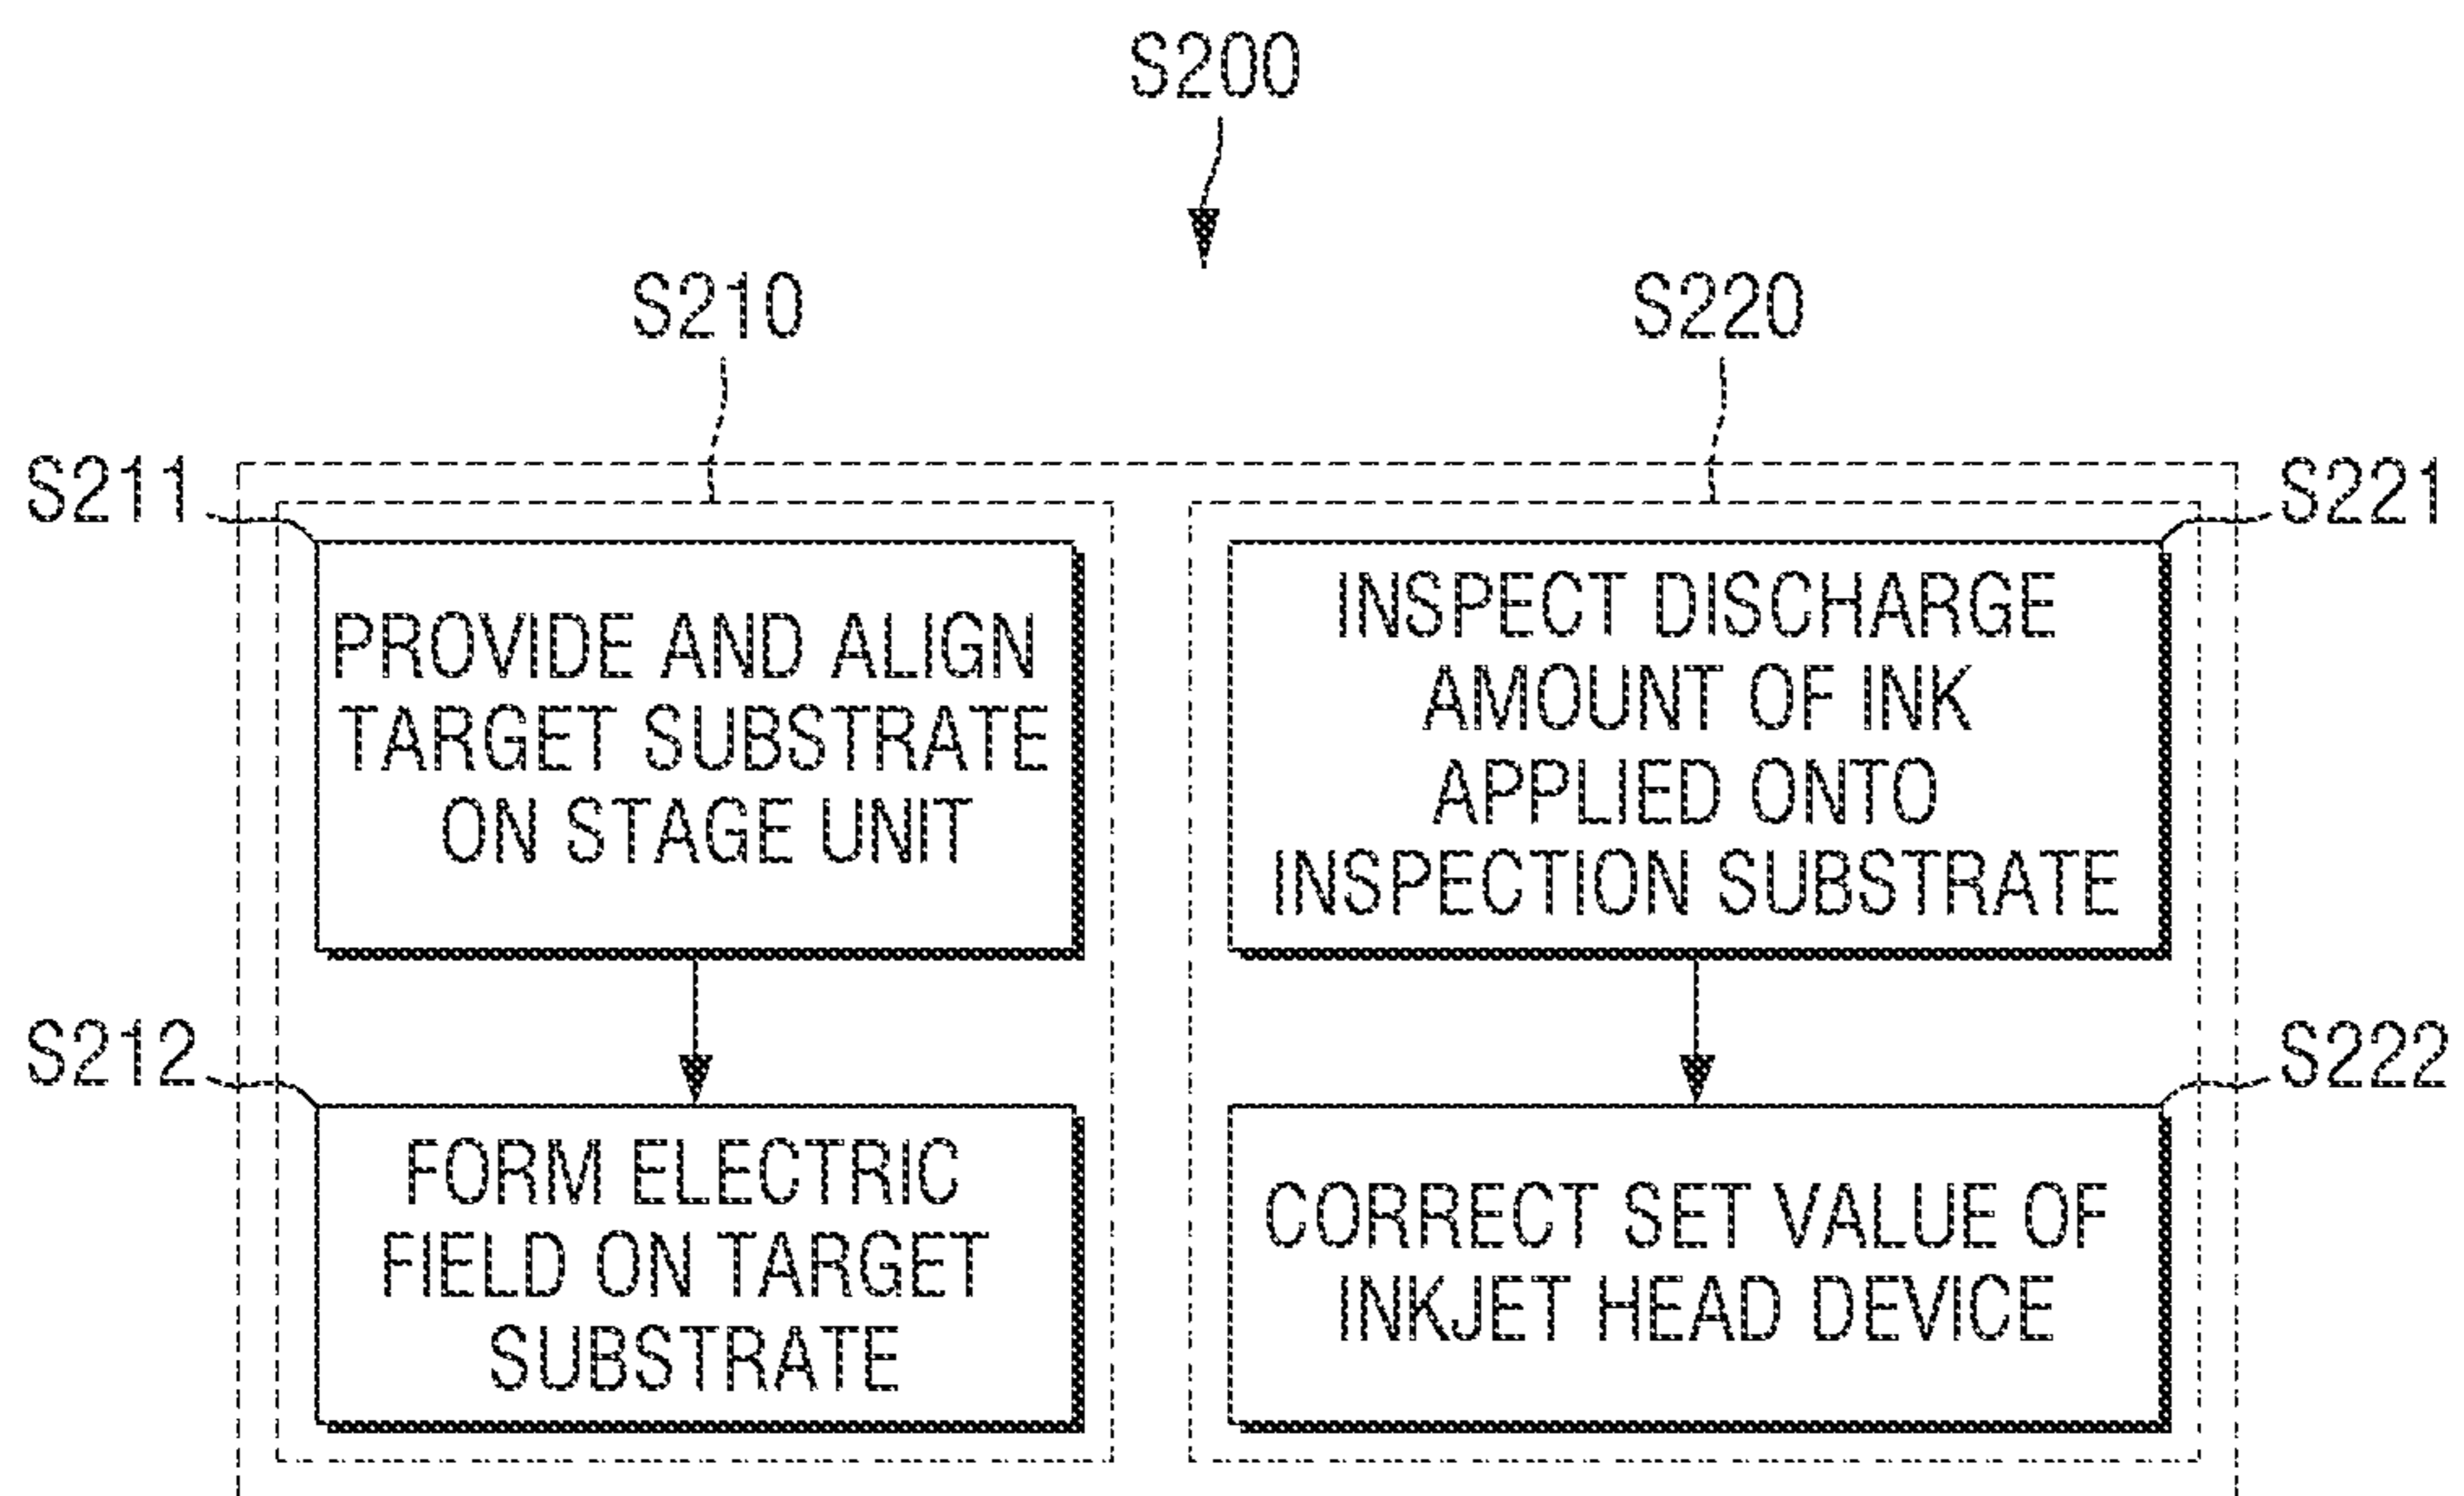 S200
S210
S220
S211
PROVIDE AND ALIGN
TARGET SUBSTRATE
ON STAGE UNIT
S221
INSPECT DISCHARGE
AMOUNT OF INK
APPLIED ONTO
INSPECTION SUBSTRATE
S212
FORM ELECTRIC
FIELD ON TARGET
SUBSTRATE
S222
CORRECT SET VALUE OF
INKJET HEAD DEVICE